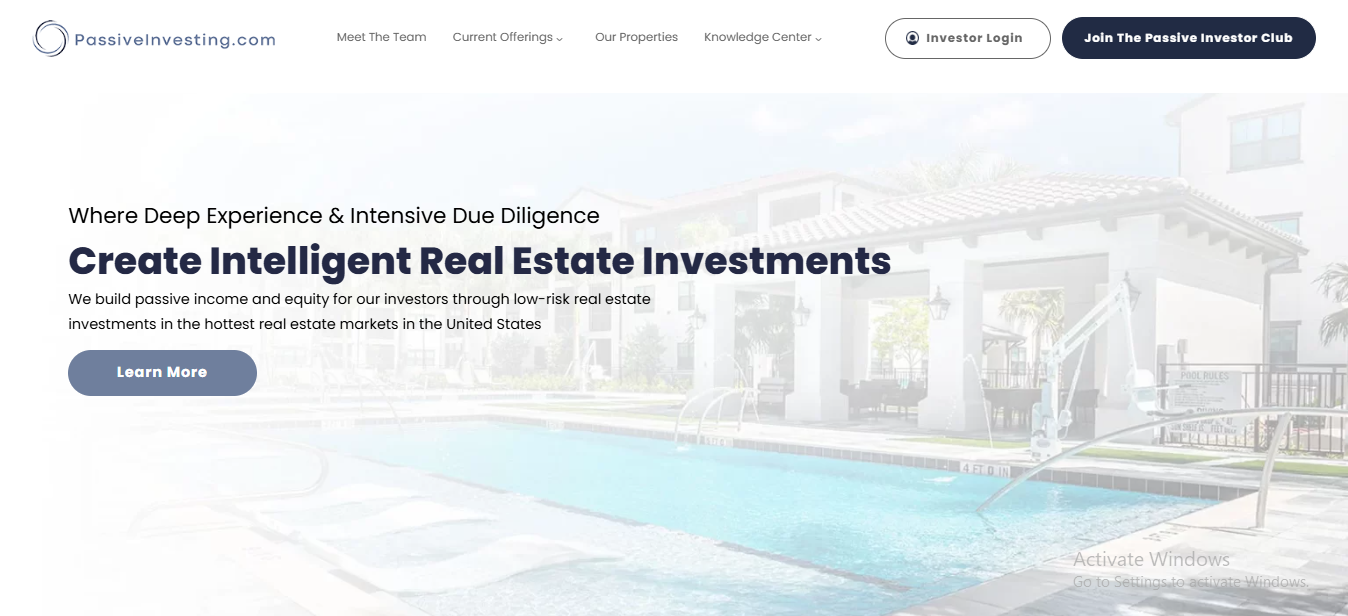 PassiveInvesting.com
Meet The Team
Current Offerings
Our Properties
Knowledge Center
Investor Login
Join The Passive Investor Club
Where Deep Experience & Intensive Due Diligence
Create Intelligent Real Estate Investments
We build passive income and equity for our investors through low-risk real estate
investments in the hottest real estate markets in the United States
Learn More
POOL RULES
4 FT 0 IN
Activate Windows
Go to Settings to activate Windows.